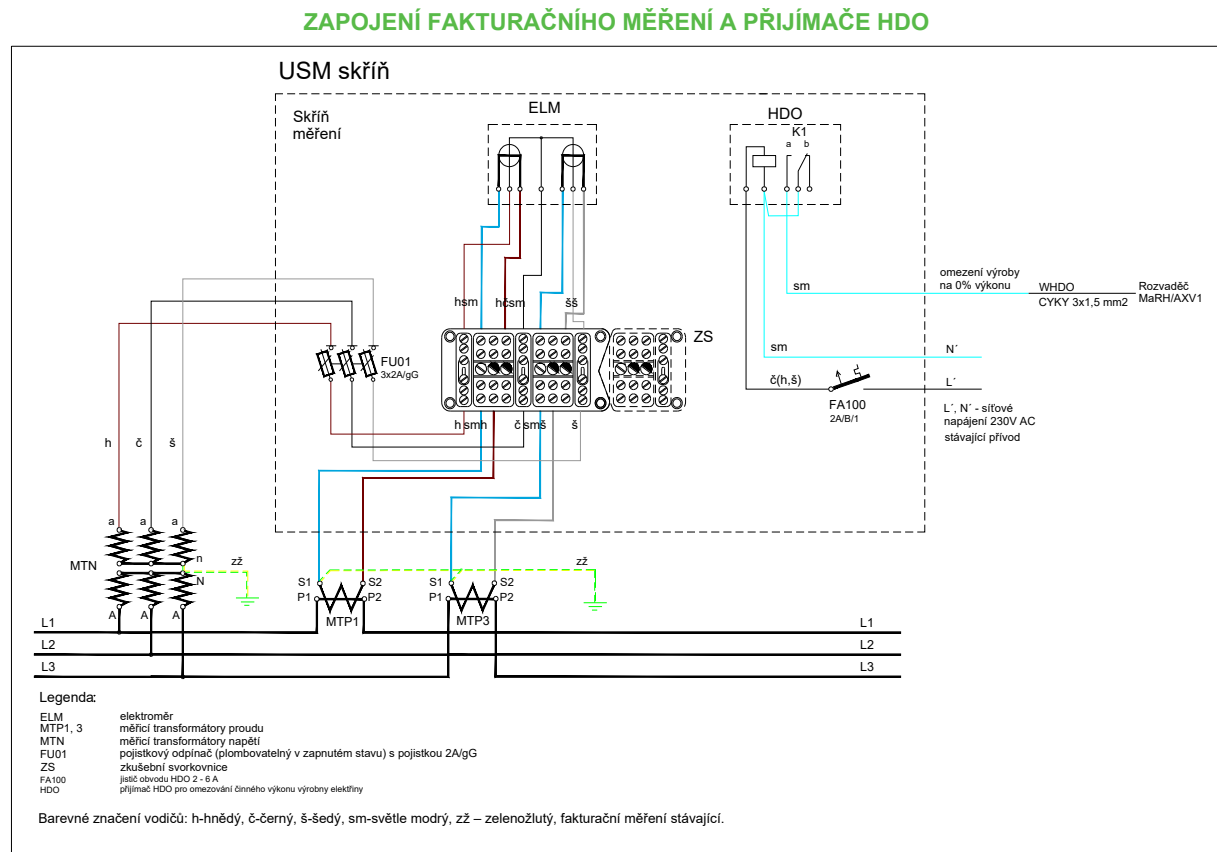 ZAPOJENÍ FAKTURAČNÍHO MĚŘENÍ A PŘIJÍMAČE HDO
USM skříň
Skříň
měření
ELM
HDO
K1
a b
hsm
hčsm
šš
ZS
FU01
3x2A/gG
h smh
č smš
š
sm
omezení výroby
na 0% výkonu
WHDO
CYKY 3x1,5 mm2
Rozvaděč
MaRH/AXV1
sm
N´
č(h,š)
L´
FA100
2A/B/1
L´, N´ - síťové
napájení 230V AC
stávající přívod
h
č
š
a
a
a
n
MTN
N
zž
A
A
A
S1
S2
P1
P2
MTP1
S1
S2
P1
P2
MTP3
zž
L1
L1
L2
L2
L3
L3
Legenda:
ELM elektroměr
MTP1, 3 měřicí transformátory proudu
MTN měřicí transformátory napětí
FU01 pojistkový odpínač (plombovatelný v zapnutém stavu) s pojistkou 2A/gG
ZS zkušební svorkovnice
FA100 jistič obvodu HDO 2 - 6 A
HDO přijímač HDO pro omezování činného výkonu výrobny elektřiny
Barevné značení vodičů: h-hnědý, č-černý, š-šedý, sm-světle modrý, zž – zelenožlutý, fakturační měření stávající.